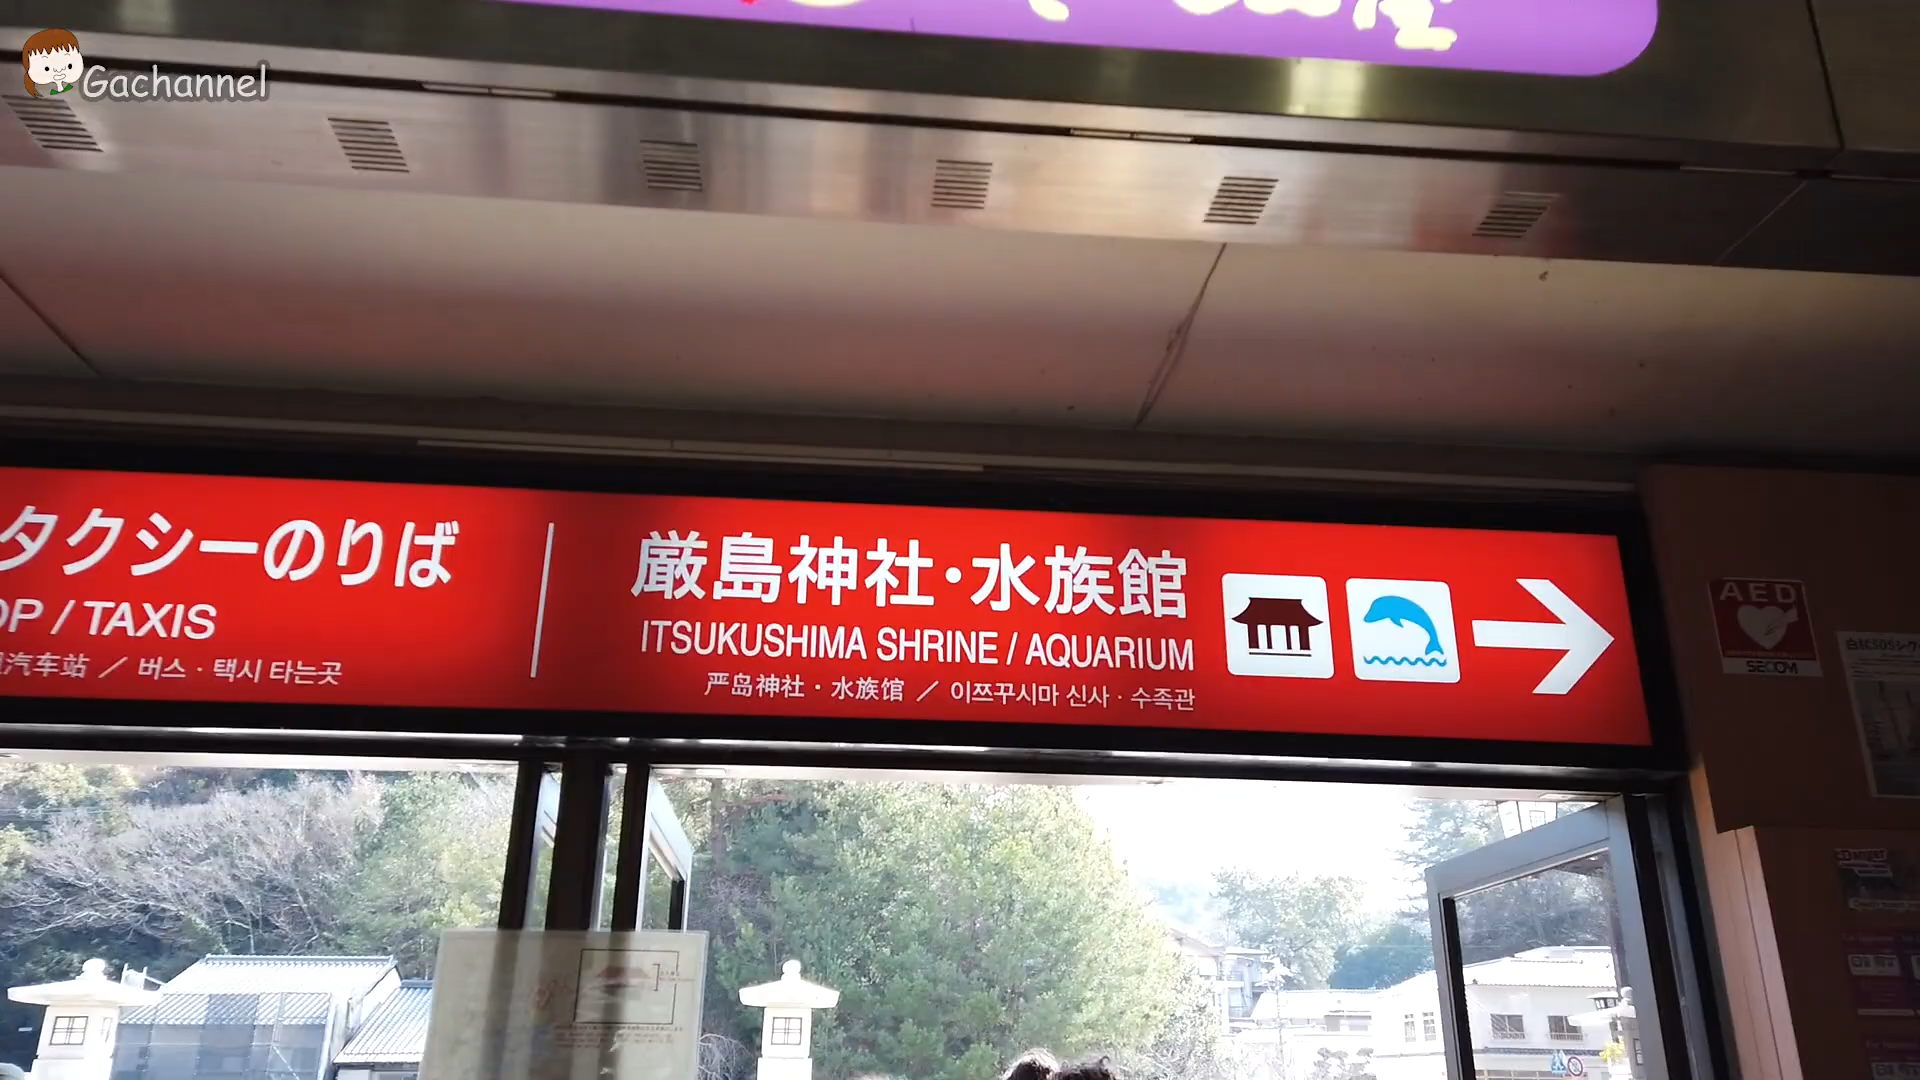 Gachannel
タクシーのりば
OP / TAXIS
汽车站 ／ 버스 · 택시 타는곳
厳島神社・水族館
ITSUKUSHIMA SHRINE / AQUARIUM
严岛神社・水族馆 ／ 이쯔꾸시마 신사 · 수족관
AED
SECOM